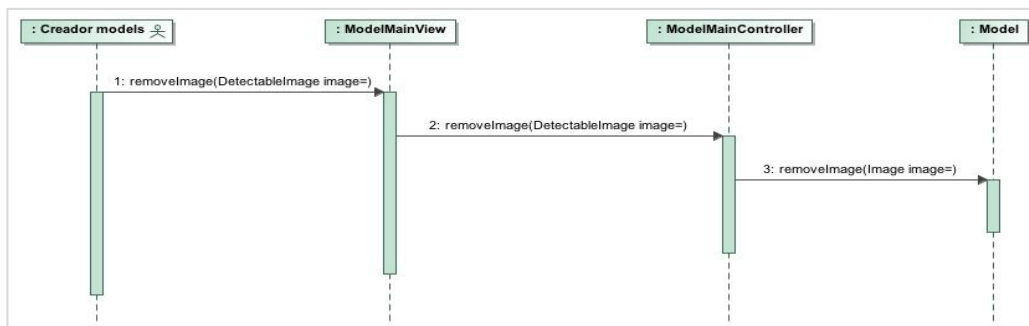 : Creador models
: ModelMainView
: ModelMainController
: Model
1: removeImage(DetectableImage image=)
2: removeImage(DetectableImage image=)
3: removeImage(Image image=)